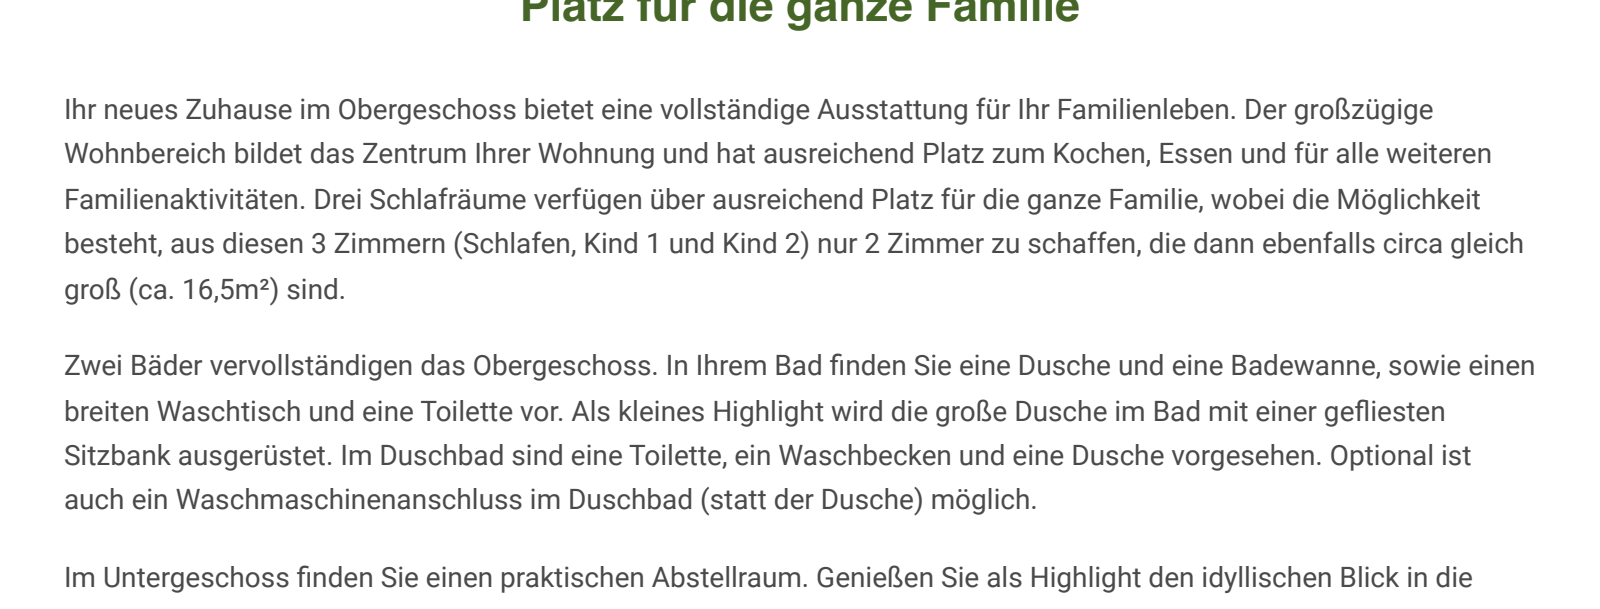 Platz für die ganze Familie
Ihr neues Zuhause im Obergeschoss bietet eine vollständige Ausstattung für Ihr Familienleben. Der großzügige
Wohnbereich bildet das Zentrum Ihrer Wohnung und hat ausreichend Platz zum Kochen, Essen und für alle weiteren
Familienaktivitäten. Drei Schlafräume verfügen über ausreichend Platz für die ganze Familie, wobei die Möglichkeit
besteht, aus diesen 3 Zimmern (Schlafen, Kind 1 und Kind 2) nur 2 Zimmer zu schaffen, die dann ebenfalls circa gleich
groß (ca. 16,5m²) sind.
Zwei Bäder vervollständigen das Obergeschoss. In Ihrem Bad finden Sie eine Dusche und eine Badewanne, sowie einen
breiten Waschtisch und eine Toilette vor. Als kleines Highlight wird die große Dusche im Bad mit einer gefliesten
Sitzbank ausgerüstet. Im Duschbad sind eine Toilette, ein Waschbecken und eine Dusche vorgesehen. Optional ist
auch ein Waschmaschinenanschluss im Duschbad (statt der Dusche) möglich.
Im Untergeschoss finden Sie einen praktischen Abstellraum. Genießen Sie als Highlight den idyllischen Blick in die